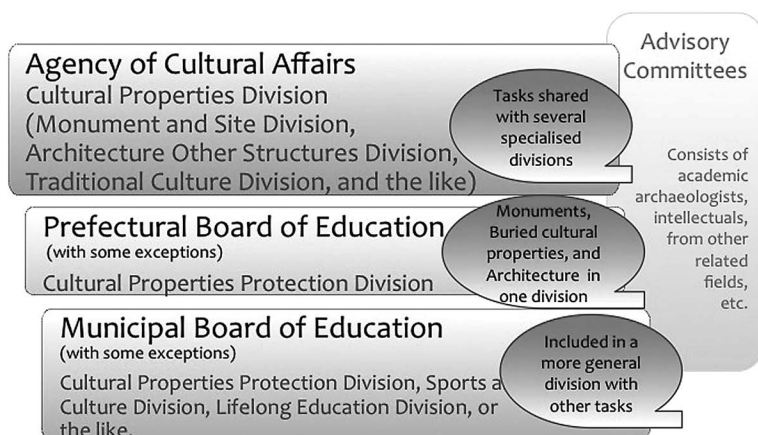 Agency of Cultural Affairs
Cultural Properties Division
(Monument and Site Division,
Architecture Other Structures Division,
Traditional Culture Division, and the like)
Tasks shared
with several
specialised
divisions
Prefectural Board of Education
(with some exceptions)
Cultural Properties Protection Division
Monuments,
Buried cultural
properties, and
Architecture in
one division
Municipal Board of Education
(with some exceptions)
Cultural Properties Protection Division, Sports a
Culture Division, Lifelong Education Division, or
the like.
Included in a
more general
division with
other tasks
Advisory
Committees
Consists of
academic
archaeologists,
intellectuals,
from other
related
fields,
etc.